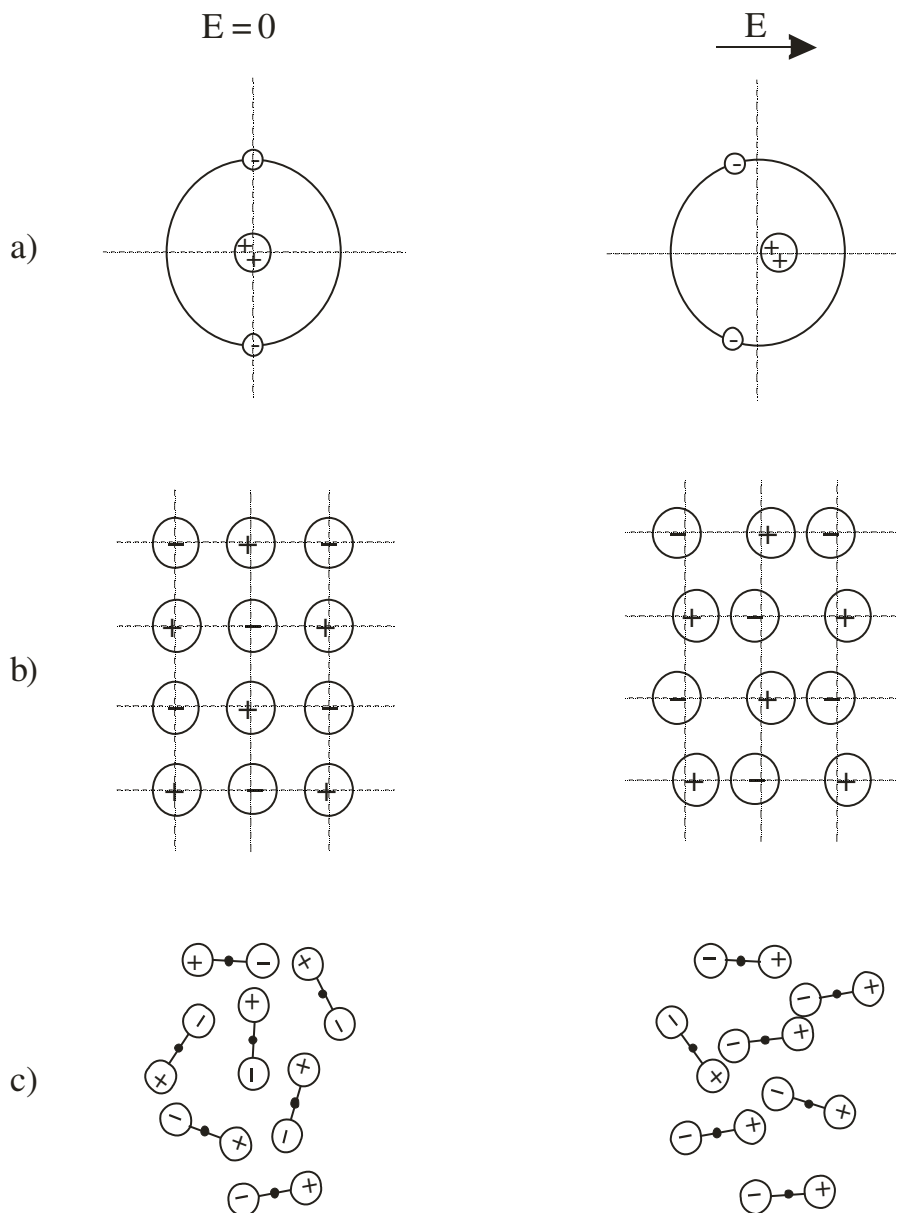 E = 0
E
a)
- 
+ +
-
-
+ +
-
b)
- + -
+ - +
- + -
+ - +
- + -
+ - +
- + -
+ - +
c)
+ -
+ -
- +
+ -
+ -
- +
- +
- +
- +
- +
- +
- +
- +
- +